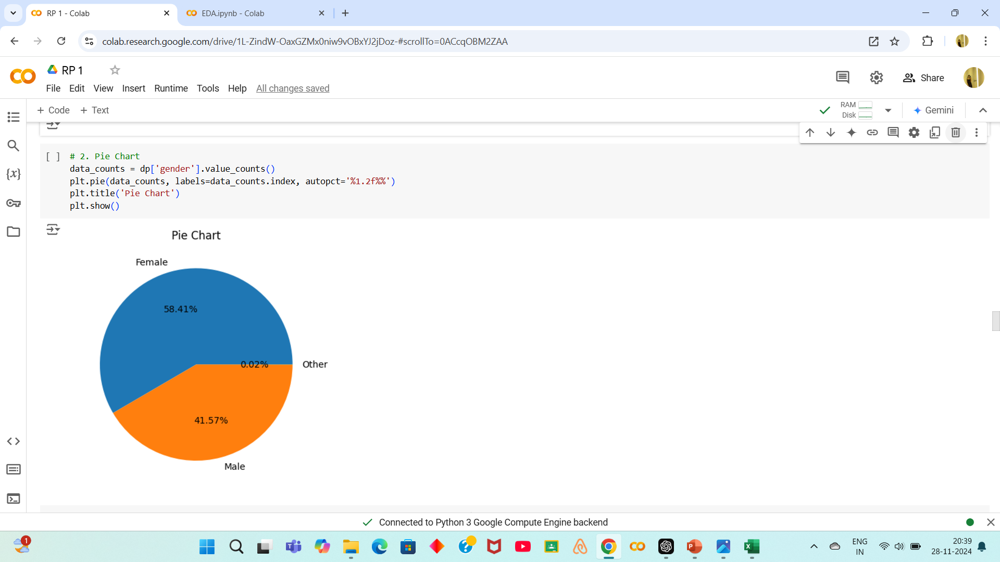 RP 1 - Colab
EDA.ipynb - Colab
colab.research.google.com/drive/1L-ZindW-OaxGZMx0niw9vOBxYJ2jDoz-#scrollTo=0ACcqOBM2ZAA
RP 1
File Edit View Insert Runtime Tools Help All changes saved
Share
+ Code + Text
RAM
Disk
Gemini
{x}
[ ] # 2. Pie Chart
data_counts = dp['gender'].value_counts()
plt.pie(data_counts, labels=data_counts.index, autopct='%1.2f%%')
plt.title('Pie Chart')
plt.show()
Pie Chart
Female
58.41%
0.02%
Other
41.57%
Male
Connected to Python 3 Google Compute Engine backend
1
T
P
X
ENG
IN
20:39
28-11-2024